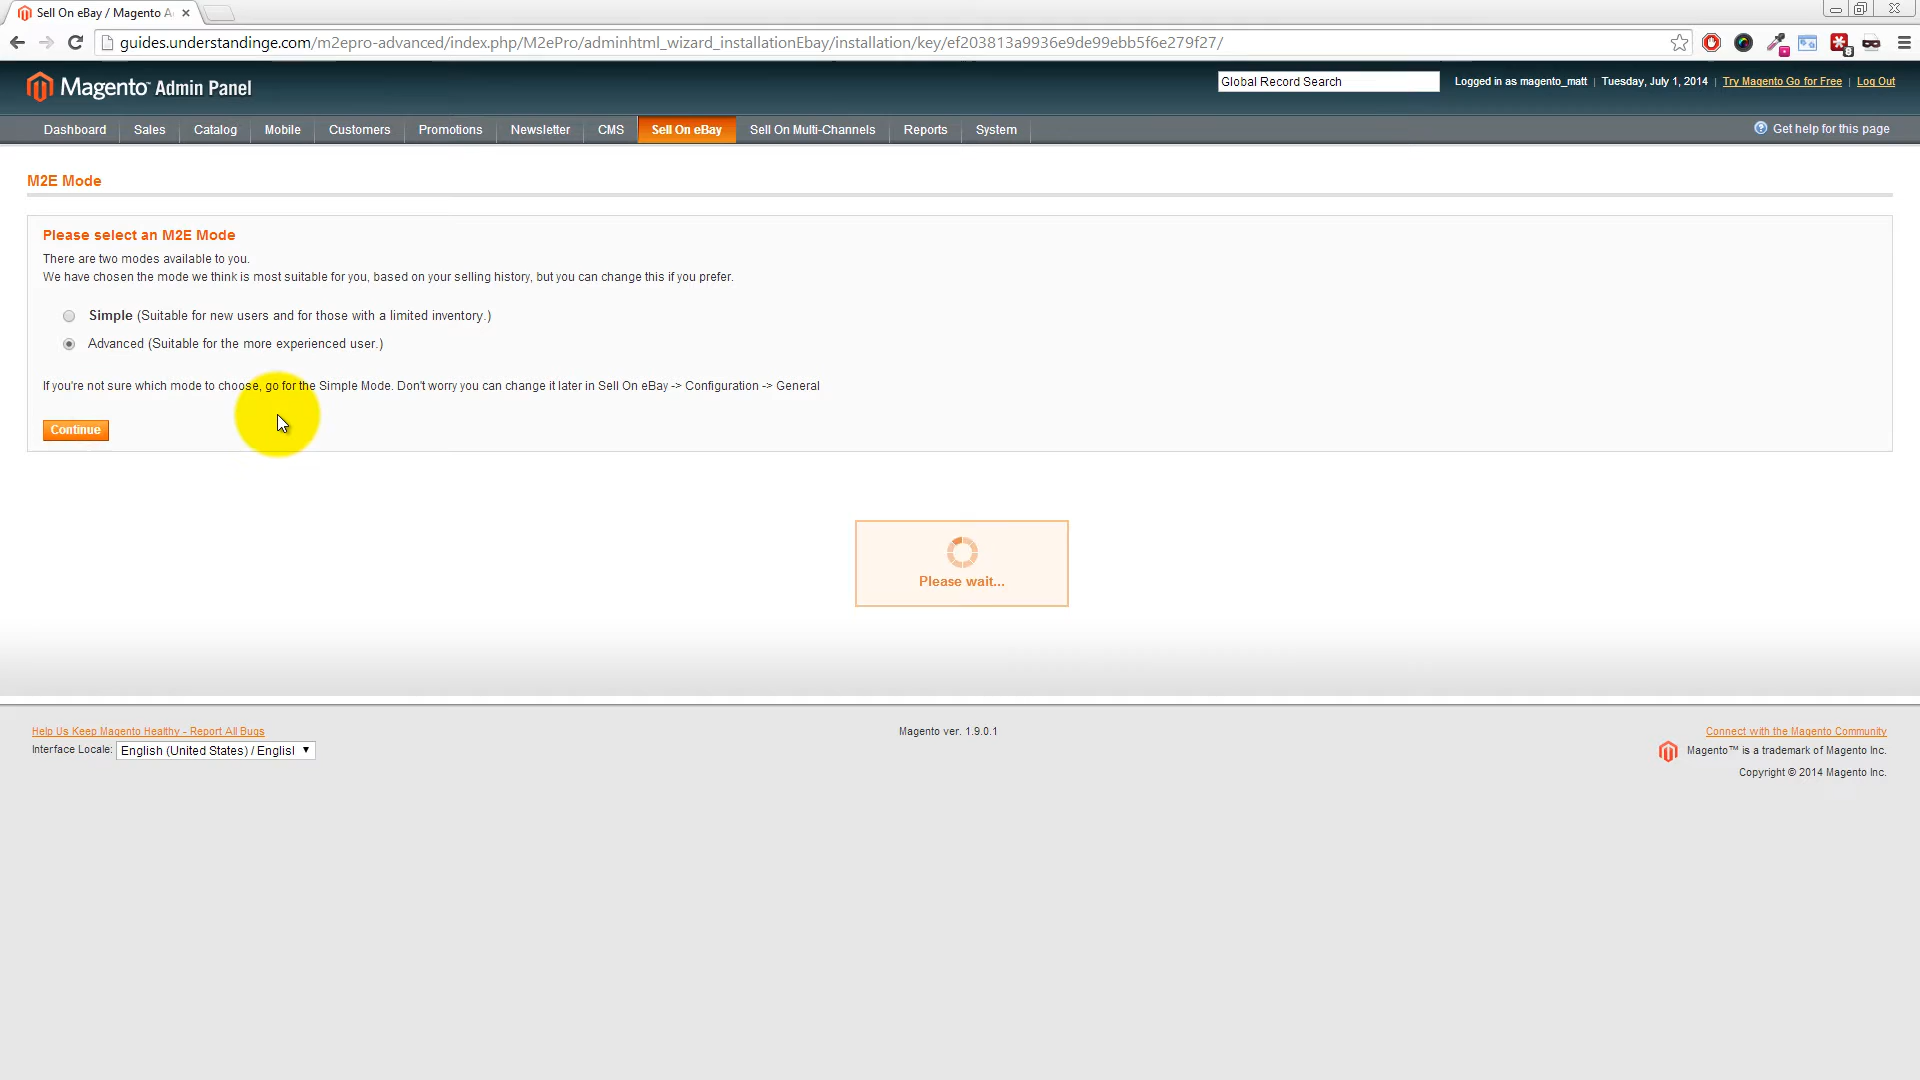 Sell On eBay / Magento A
guides.understandinge.com/m2epro-advanced/index.php/M2ePro/adminhtml_wizard_installationEbay/installation/key/ef203813a9936e9de99ebb5f6e279f27/
8
Magento™ Admin Panel
Global Record Search
Logged in as magento_matt | Tuesday, July 1, 2014 | Try Magento Go for Free | Log Out
Dashboard Sales Catalog Mobile Customers Promotions Newsletter CMS Sell On eBay Sell On Multi-Channels Reports System
Get help for this page
M2E Mode
Please select an M2E Mode
There are two modes available to you.
We have chosen the mode we think is most suitable for you, based on your selling history, but you can change this if you prefer.
Simple (Suitable for new users and for those with a limited inventory.)
Advanced (Suitable for the more experienced user.)
If you're not sure which mode to choose, go for the Simple Mode. Don't worry you can change it later in Sell On eBay -> Configuration -> General
Continue
Please wait...
Help Us Keep Magento Healthy - Report All Bugs
Interface Locale: English (United States) / Englisl
Magento ver. 1.9.0.1
Connect with the Magento Community
Magento™ is a trademark of Magento Inc.
Copyright © 2014 Magento Inc.